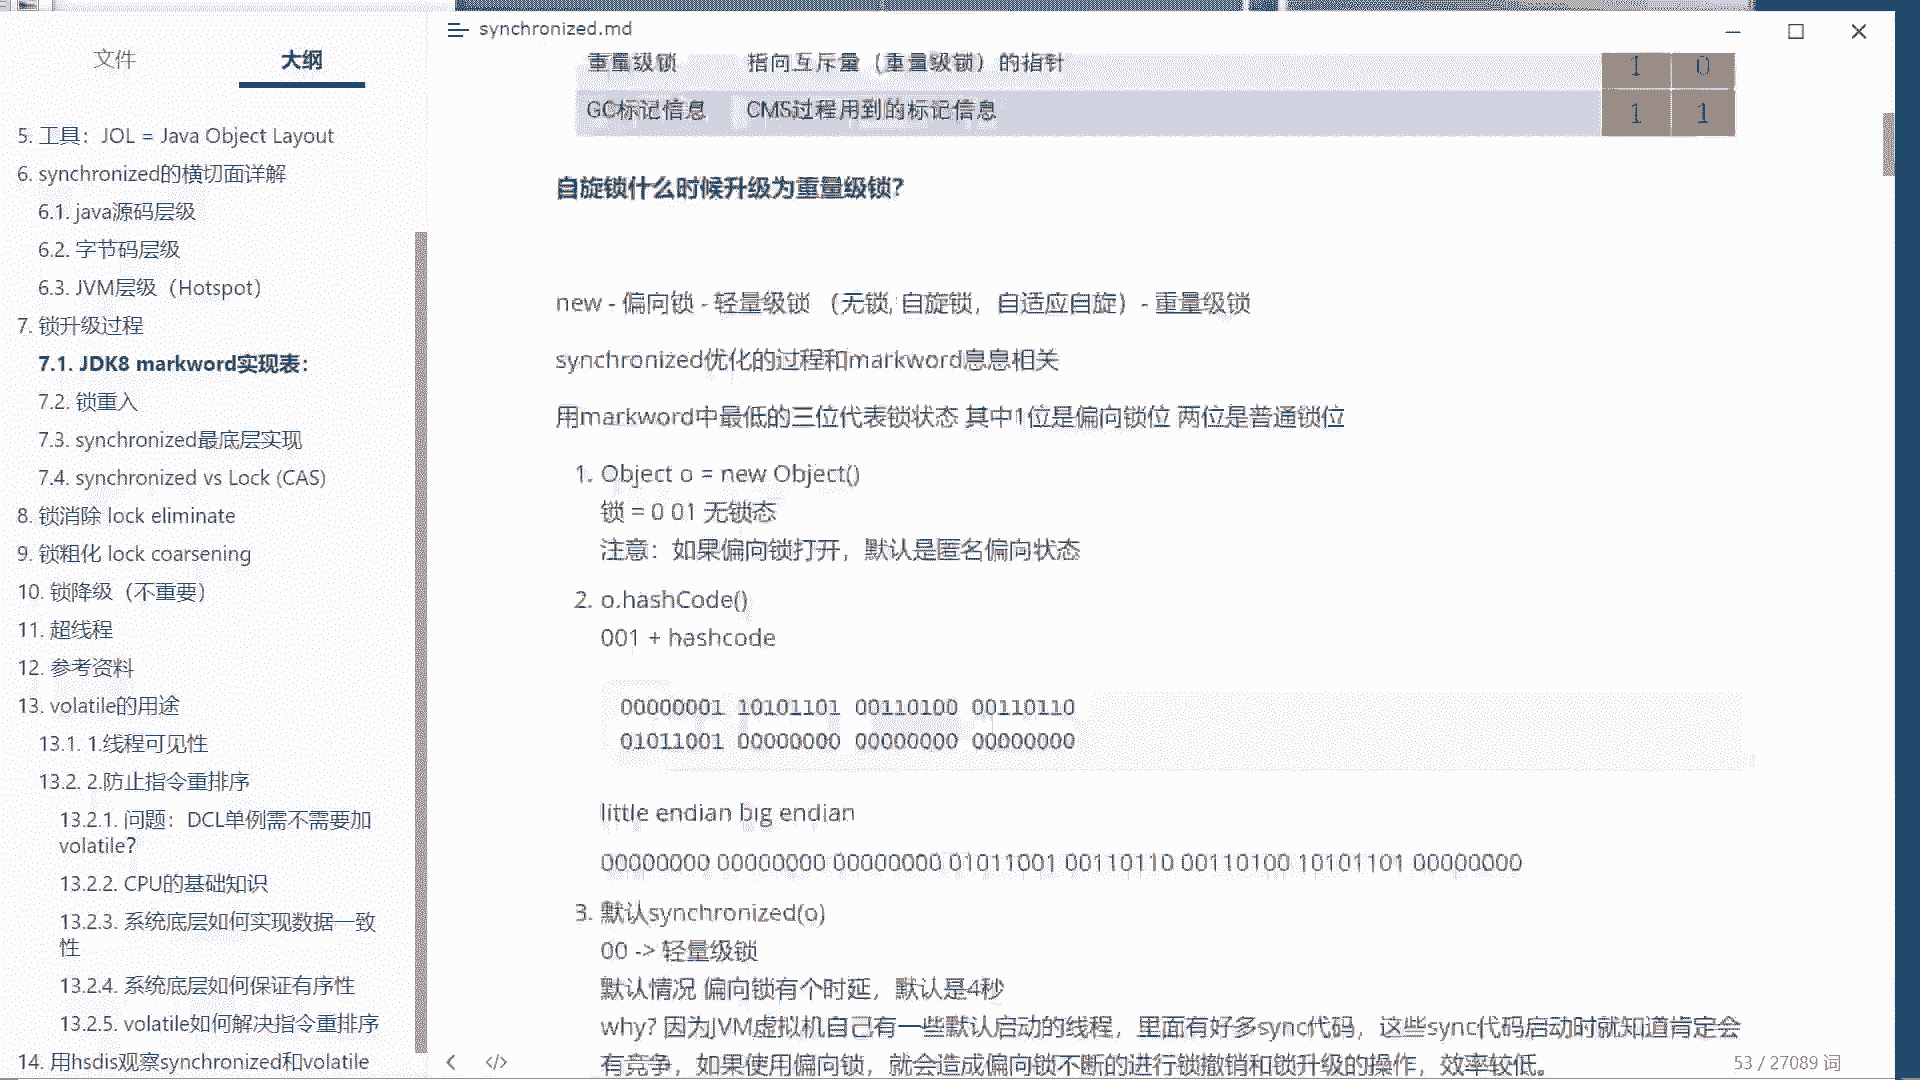 synchronized.md
文件
大纲
5. 工具：JOL = Java Object Layout
6. synchronized的横切面详解
6.1. java源码层级
6.2. 字节码层级
6.3. JVM层级（Hotspot）
7. 锁升级过程
7.1. JDK8 markword实现表：
7.2. 锁重入
7.3. synchronized最底层实现
7.4. synchronized vs Lock (CAS)
8. 锁消除 lock eliminate
9. 锁粗化 lock coarsening
10. 锁降级（不重要）
11. 超线程
12. 参考资料
13. volatile的用途
13.1. 1.线程可见性
13.2. 2.防止指令重排序
13.2.1. 问题：DCL单例需不需要加
volatile?
13.2.2. CPU的基础知识
13.2.3. 系统底层如何实现数据一致
性
13.2.4. 系统底层如何保证有序性
13.2.5. volatile如何解决指令重排序
14. 用hsdis观察synchronized和volatile
重量级锁 指向互斥量（重量级锁）的指针 1 0
GC标记信息 CMS过程用到的标记信息 1 1
自旋锁什么时候升级为重量级锁?
new - 偏向锁 - 轻量级锁 （无锁, 自旋锁，自适应自旋）- 重量级锁
synchronized优化的过程和markword息息相关
用markword中最低的三位代表锁状态 其中1位是偏向锁位 两位是普通锁位
1. Object o = new Object()
锁 = 0 01 无锁态
注意：如果偏向锁打开，默认是匿名偏向状态
2. o.hashCode()
001 + hashcode
00000001 10101101 00110100 00110110
01011001 00000000 00000000 00000000
little endian big endian
00000000 00000000 00000000 01011001 00110110 00110100 10101101 00000000
3. 默认synchronized(o)
00 -> 轻量级锁
默认情况 偏向锁有个时延，默认是4秒
why? 因为JVM虚拟机自己有一些默认启动的线程，里面有好多sync代码，这些sync代码启动时就知道肯定会
有竞争，如果使用偏向锁，就会造成偏向锁不断的进行锁撤销和锁升级的操作，效率较低。
53 / 27089 词